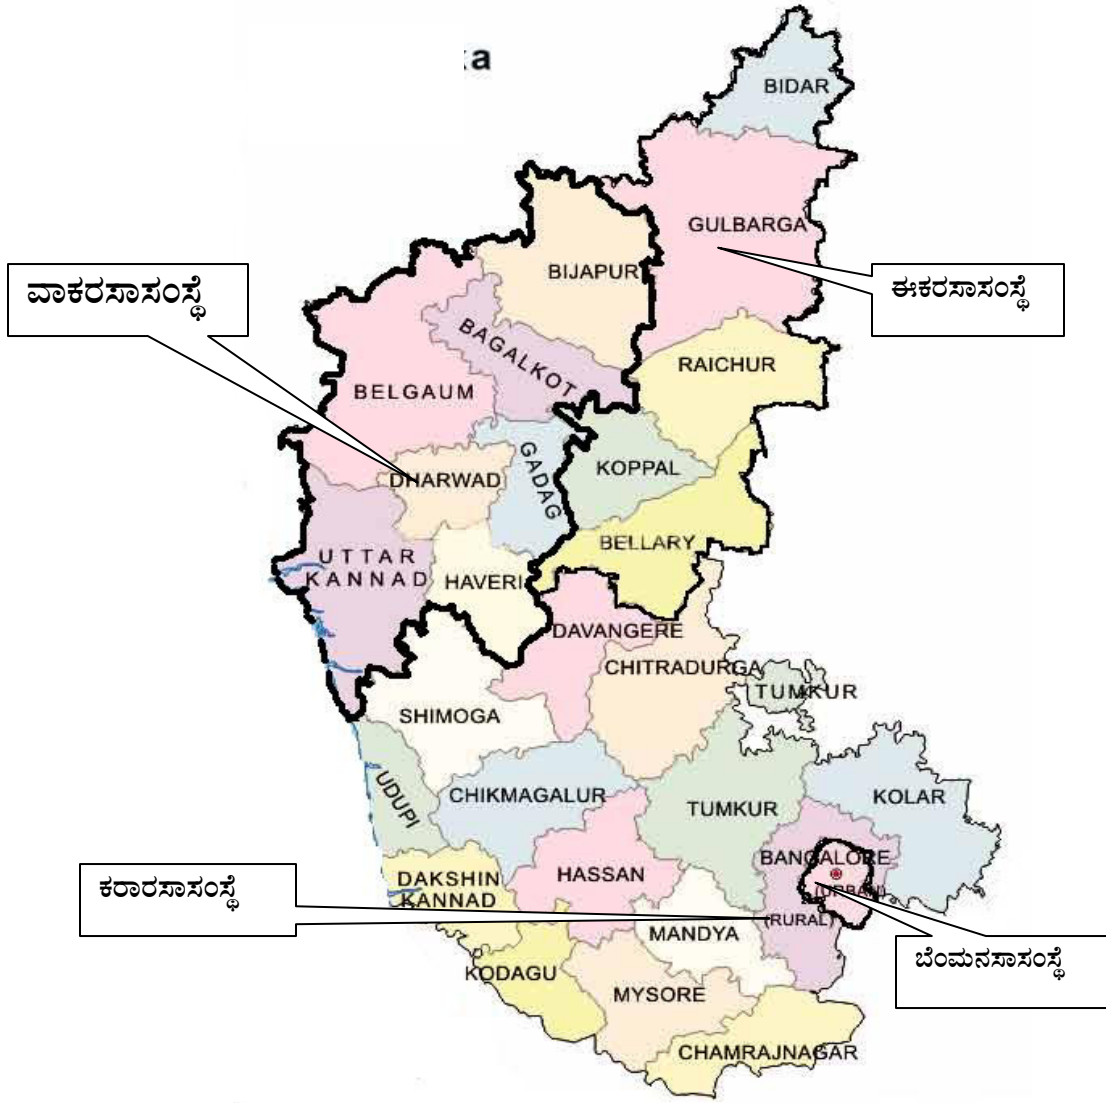 ka
BIDAR
GULBARGA
BIJAPUR
ವಾಕರಸಾಸಂಸ್ಥೆ
ಈಕರಸಾಸಂಸ್ಥೆ
BAGALKOT
RAICHUR
BELGAUM
GADAG
KOPPAL
DHARWAD
BELLARY
UTTAR
KANNAD
HAVERI
DAVANGERE
CHITRADURGA
TUMKUR
SHIMOGA
UDUPI
CHIKMAGALUR
TUMKUR
KOLAR
BANGALORE
HASSAN
DAKSHIN
KANNAD
ಕರಾರಸಾಸಂಸ್ಥೆ
(RURAL)
MANDYA
ಬೆಂಮನಸಾಸಂಸ್ಥೆ
KODAGU
MYSORE
CHAMRAJNAGAR